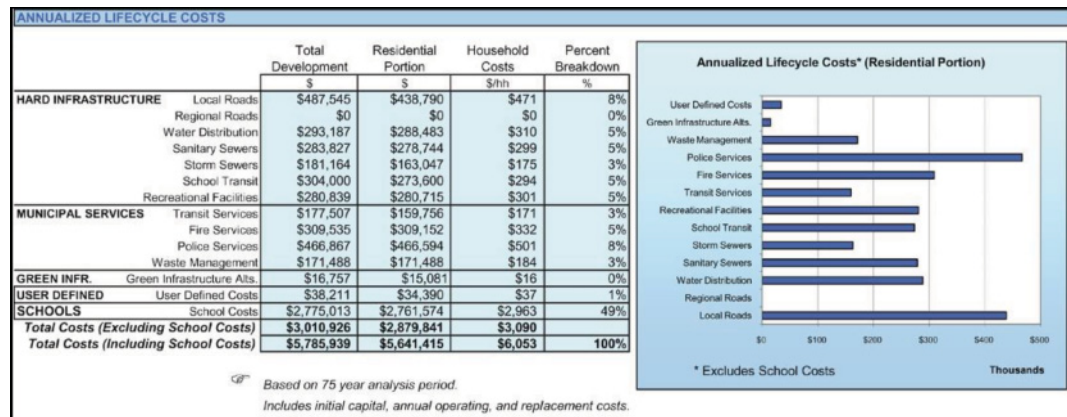 ANNUALIZED LIFECYCLE COSTS
Total Development Residential Portion Household Costs Percent Breakdown
$ $ $/hh %
HARD INFRASTRUCTURE Local Roads $487,545 $438,790 $471 8%
Regional Roads $0 $0 $0 0%
Water Distribution $293,187 $288,483 $310 5%
Sanitary Sewers $283,827 $278,744 $299 5%
Storm Sewers $181,164 $163,047 $175 3%
School Transit $304,000 $273,600 $294 5%
Recreational Facilities $280,839 $280,715 $301 5%
MUNICIPAL SERVICES Transit Services $177,507 $159,756 $171 3%
Fire Services $309,535 $309,152 $332 5%
Police Services $466,867 $466,594 $501 8%
Waste Management $171,488 $171,488 $184 3%
GREEN INFR. Green Infrastructure Alts. $16,757 $15,081 $16 0%
USER DEFINED User Defined Costs $38,211 $34,390 $37 1%
SCHOOLS School Costs $2,775,013 $2,761,574 $2,963 49%
Total Costs (Excluding School Costs) $3,010,926 $2,879,841 $3,090
Total Costs (Including School Costs) $5,785,939 $5,641,415 $6,053 100%
Based on 75 year analysis period.
Includes initial capital, annual operating, and replacement costs.
Annualized Lifecycle Costs* (Residential Portion)
User Defined Costs
Green Infrastructure Alts.
Waste Management
Police Services
Fire Services
Transit Services
Recreational Facilities
School Transit
Storm Sewers
Sanitary Sewers
Water Distribution
Regional Roads
Local Roads
$0 $100 $200 $300 $400 $500
* Excludes School Costs Thousands